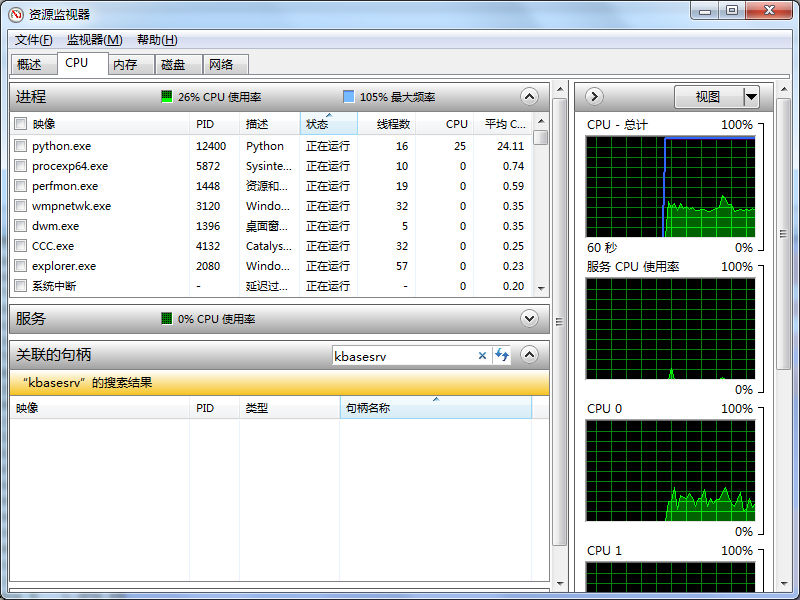 资源监视器
文件(F) 监视器(M) 帮助(H)
概述 CPU 内存 磁盘 网络
进程 26% CPU 使用率 105% 最大频率
映像 PID 描述 状态 线程数 CPU 平均 C...
python.exe 12400 Python 正在运行 16 25 24.11
procexp64.exe 5872 Sysinte... 正在运行 10 0 0.74
perfmon.exe 1448 资源和... 正在运行 19 0 0.59
wmpnetwk.exe 3120 Windo... 正在运行 32 0 0.35
dwm.exe 1396 桌面窗... 正在运行 5 0 0.35
CCC.exe 4132 Catalys... 正在运行 32 0 0.25
explorer.exe 2080 Windo... 正在运行 57 0 0.23
系统中断 - 延迟过... 正在运行 - 0 0.20
服务 0% CPU 使用率
关联的句柄 kbasesrv
“kbasesrv” 的搜索结果
映像 PID 类型 句柄名称
视图
CPU - 总计 100%
60 秒 0%
服务 CPU 使用率 100%
0%
CPU 0 100%
0%
CPU 1 100%